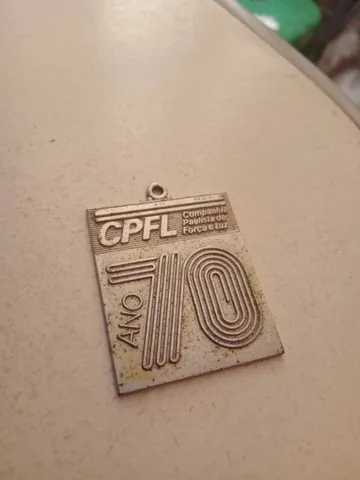 CPFL
Companhia
Paulista de
Força e Luz
ANO 70